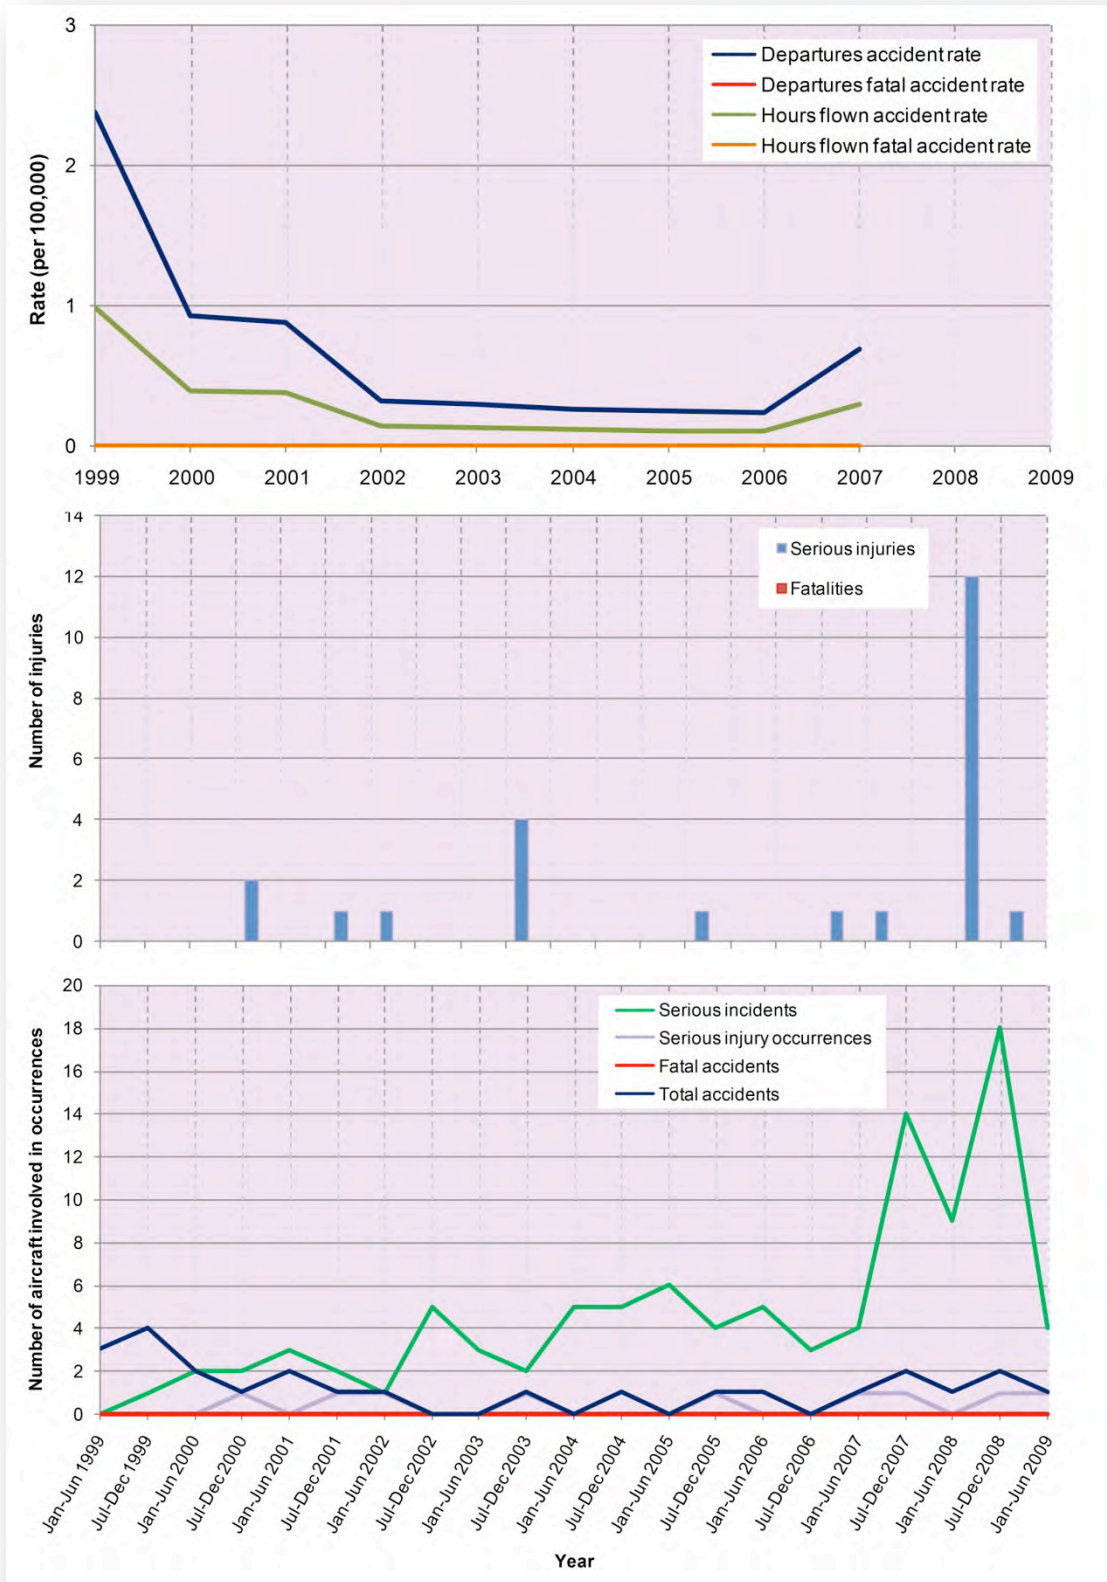 3
Departures accident rate
Departures fatal accident rate
Hours flown accident rate
Hours flown fatal accident rate
2
1
0
Rate (per 100,000)
1999 2000 2001 2002 2003 2004 2005 2006 2007 2008 2009
14
Serious injuries
Fatalities
12
10
8
6
4
2
0
Number of injuries
20
Serious incidents
Serious injury occurrences
Fatal accidents
Total accidents
18
16
14
12
10
8
6
4
2
0
Number of aircraft involved in occurrences
Jan-Jun 1999
Jul-Dec 1999
Jan-Jun 2000
Jul-Dec 2000
Jan-Jun 2001
Jul-Dec 2001
Jan-Jun 2002
Jul-Dec 2002
Jan-Jun 2003
Jul-Dec 2003
Jan-Jun 2004
Jul-Dec 2004
Jan-Jun 2005
Jul-Dec 2005
Jan-Jun 2006
Jul-Dec 2006
Jan-Jun 2007
Jul-Dec 2007
Jan-Jun 2008
Jul-Dec 2008
Jan-Jun 2009
Year